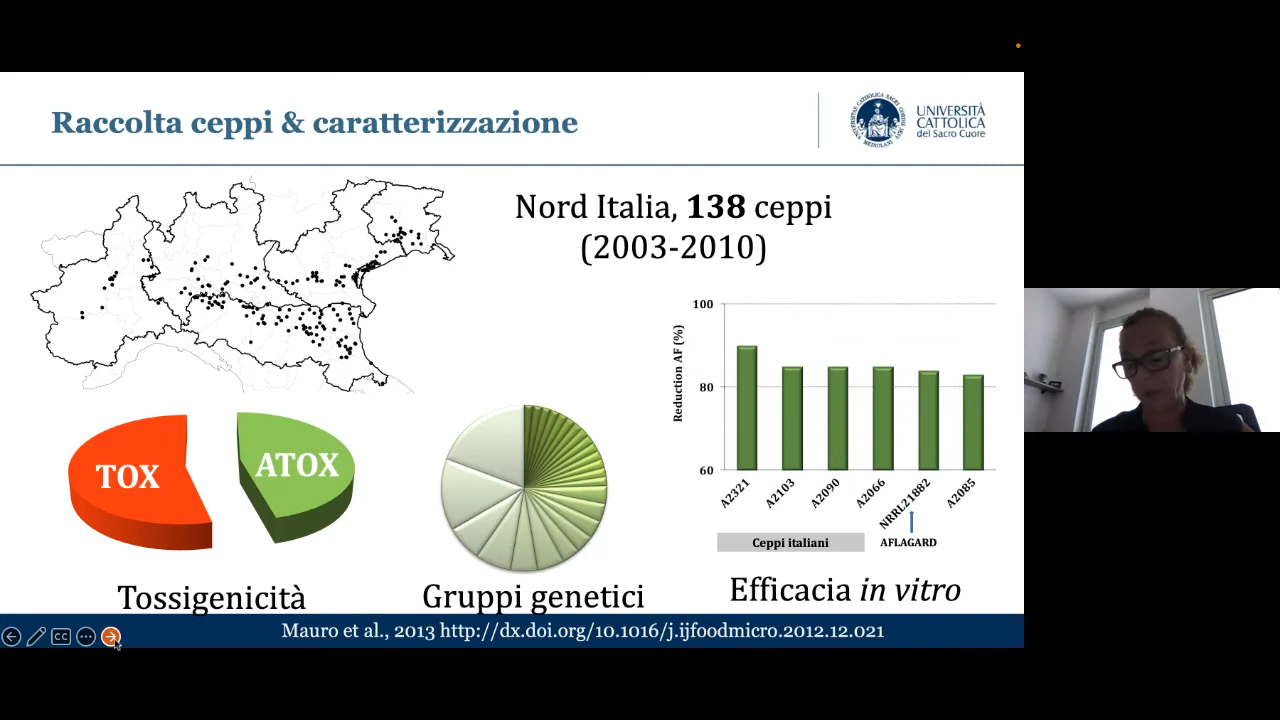 Raccolta ceppi & caratterizzazione
UNIVERSITÀ
CATTOLICA
del Sacro Cuore
Nord Italia, 138 ceppi
(2003-2010)
TOX
ATOX
Tossigenicità
Gruppi genetici
Reduction AF (%)
100
80
60
A2321
A2103
A2090
A2066
NRRL21882
A2085
Ceppi italiani
AFLAGARD
Efficacia in vitro
Mauro et al., 2013 http://dx.doi.org/10.1016/j.ijfoodmicro.2012.12.021
CC